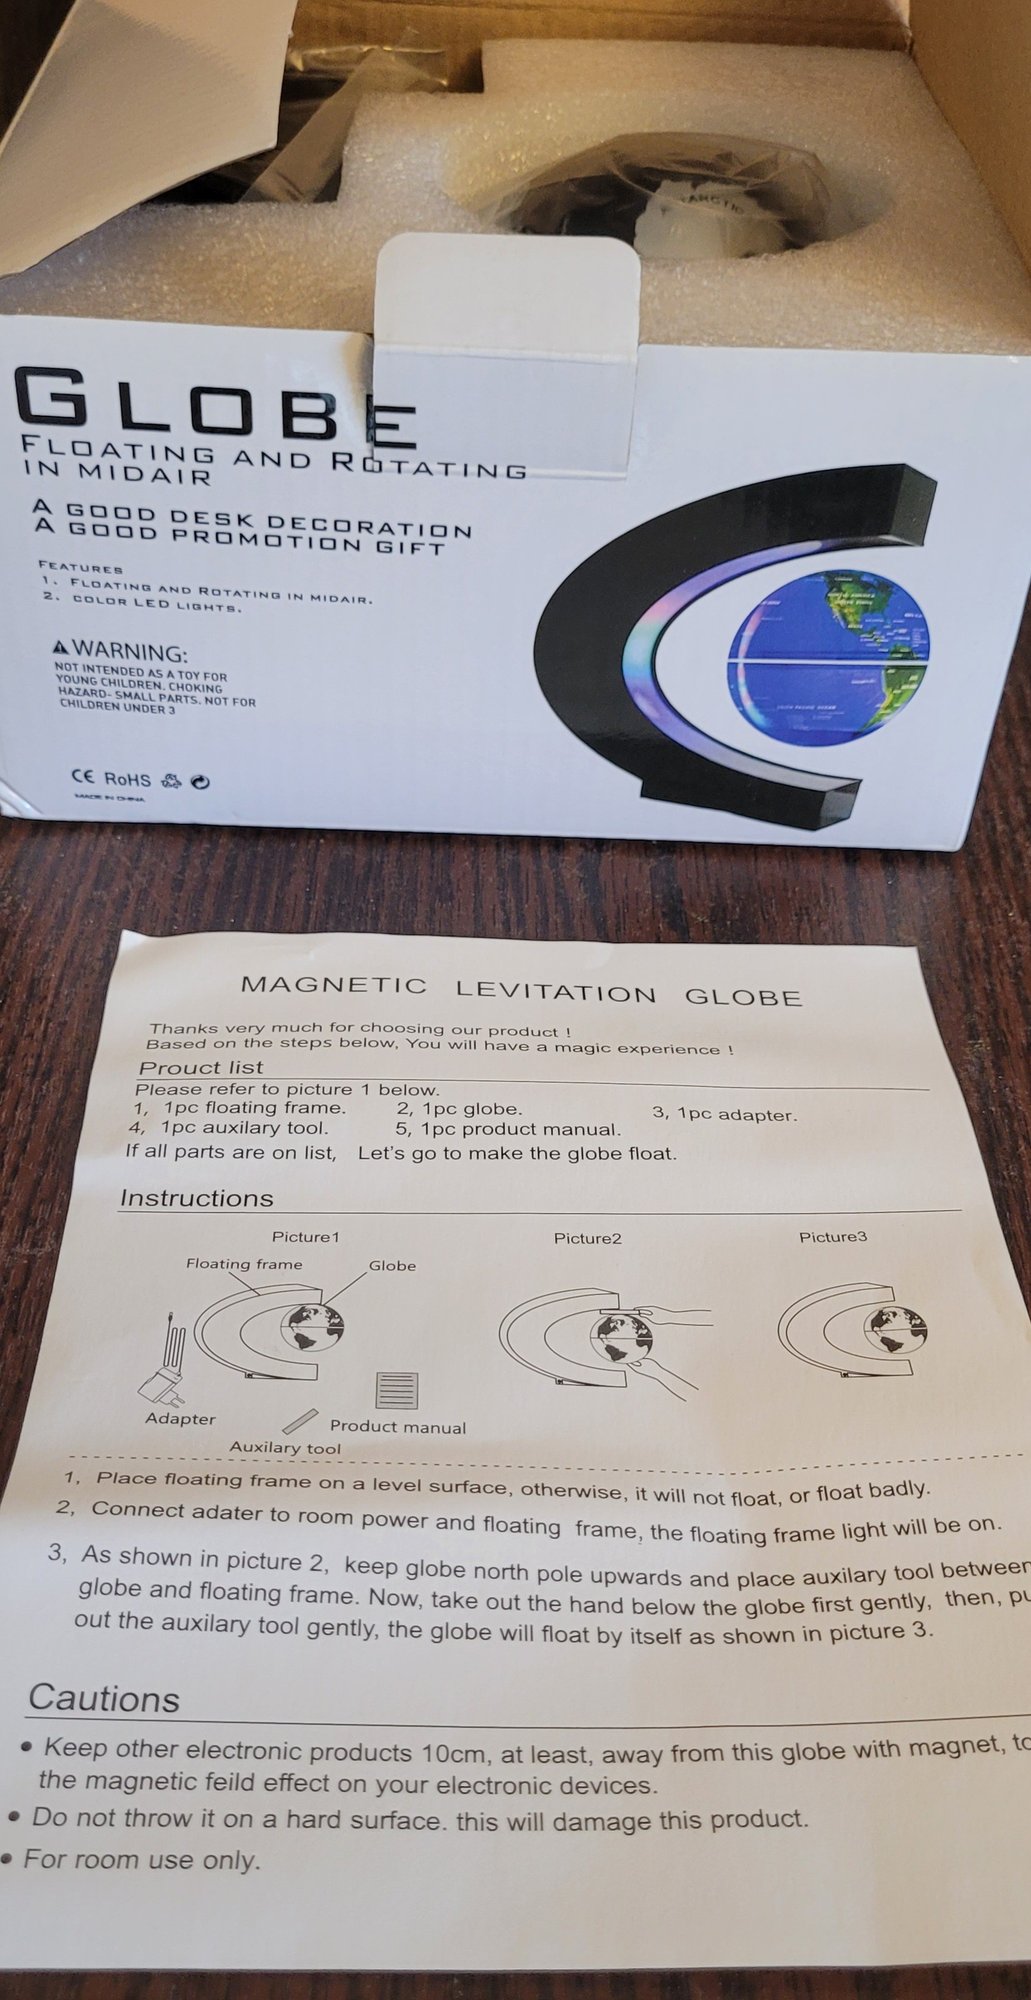 ANTARCTIC
GLOBE
FLOATING AND ROTATING
IN MIDAIR
A GOOD DESK DECORATION
A GOOD PROMOTION GIFT
FEATURES
1. FLOATING AND ROTATING IN MIDAIR.
2. COLOR LED LIGHTS.
WARNING:
NOT INTENDED AS A TOY FOR
YOUNG CHILDREN. CHOKING
HAZARD- SMALL PARTS. NOT FOR
CHILDREN UNDER 3
CE RoHS
MADE IN CHINA
MAGNETIC LEVITATION GLOBE
Thanks very much for choosing our product !
Based on the steps below, You will have a magic experience !
Prouct list
Please refer to picture 1 below.
1, 1pc floating frame. 2, 1pc globe. 3, 1pc adapter.
4, 1pc auxilary tool. 5, 1pc product manual.
If all parts are on list, Let's go to make the globe float.
Instructions
Picture1 Picture2 Picture3
Floating frame Globe
Adapter Product manual
Auxilary tool
1, Place floating frame on a level surface, otherwise, it will not float, or float badly.
2, Connect adater to room power and floating frame, the floating frame light will be on.
3, As shown in picture 2, keep globe north pole upwards and place auxilary tool between
globe and floating frame. Now, take out the hand below the globe first gently, then, pu
out the auxilary tool gently, the globe will float by itself as shown in picture 3.
Cautions
• Keep other electronic products 10cm, at least, away from this globe with magnet, to
the magnetic feild effect on your electronic devices.
• Do not throw it on a hard surface. this will damage this product.
• For room use only.